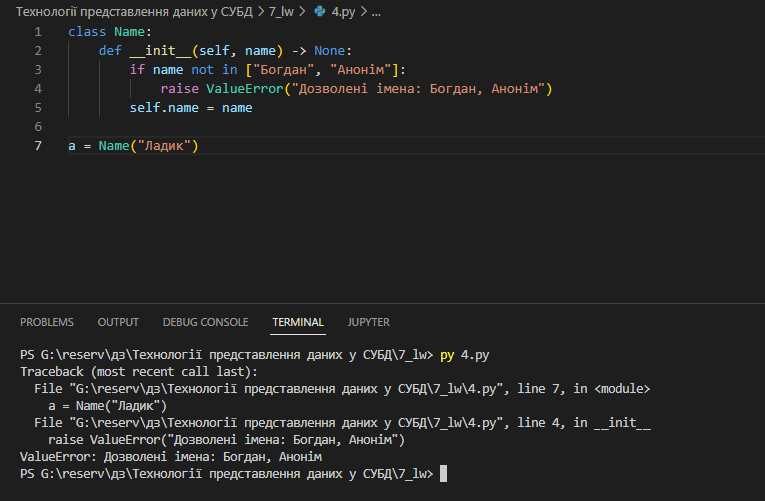 Технології представлення даних у СУБД > 7_lw > 4.py > ...
1 class Name:
2 def __init__(self, name) -> None:
3 if name not in ["Богдан", "Анонім"]:
4 raise ValueError("Дозволені імена: Богдан, Анонім")
5 self.name = name
6
7 a = Name("Ладик")
PROBLEMS OUTPUT DEBUG CONSOLE TERMINAL JUPYTER
PS G:\reserv\дз\Технології представлення даних у СУБД\7_lw> py 4.py
Traceback (most recent call last):
File "G:\reserv\дз\Технології представлення даних у СУБД\7_lw\4.py", line 7, in <module>
a = Name("Ладик")
File "G:\reserv\дз\Технології представлення даних у СУБД\7_lw\4.py", line 4, in __init__
raise ValueError("Дозволені імена: Богдан, Анонім")
ValueError: Дозволені імена: Богдан, Анонім
PS G:\reserv\дз\Технології представлення даних у СУБД\7_lw>